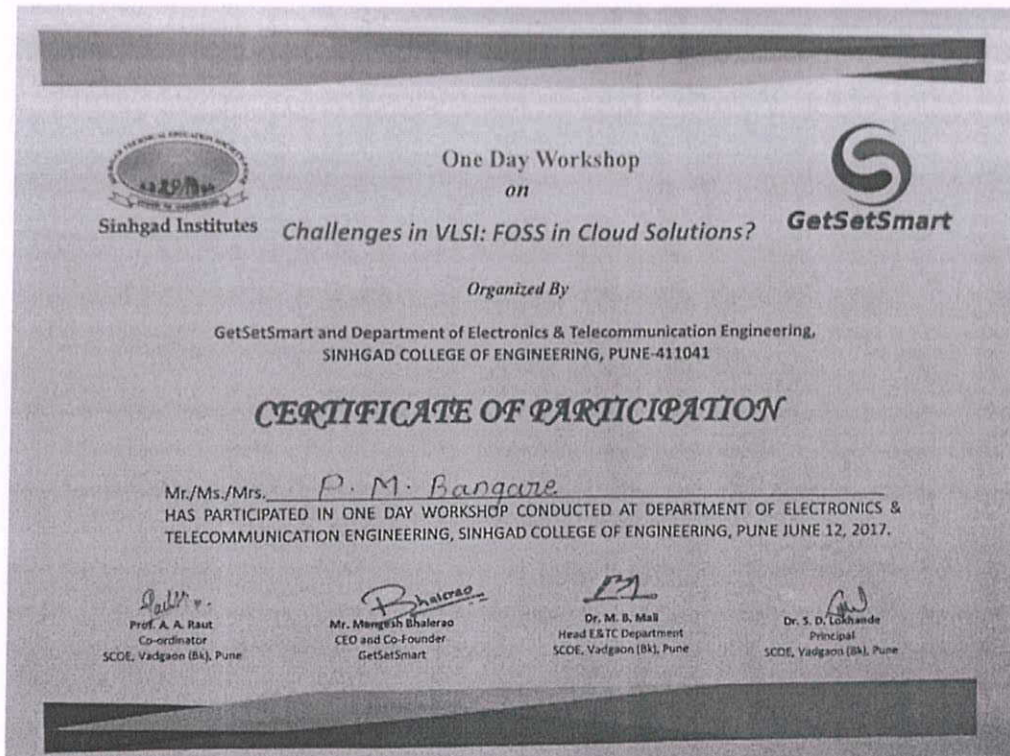 One Day Workshop
on
Challenges in VLSI: FOSS in Cloud Solutions?
Sinhgad Institutes
GetSetSmart
Organized By
GetSetSmart and Department of Electronics & Telecommunication Engineering,
SINHGAD COLLEGE OF ENGINEERING, PUNE-411041
CERTIFICATE OF PARTICIPATION
Mr./Ms./Mrs. P. M. Bangare
HAS PARTICIPATED IN ONE DAY WORKSHOP CONDUCTED AT DEPARTMENT OF ELECTRONICS &
TELECOMMUNICATION ENGINEERING, SINHGAD COLLEGE OF ENGINEERING, PUNE JUNE 12, 2017.
Bhalerao
Prof. A. A. Raut
Co-ordinator
SCOE, Vadgaon (Bk), Pune
Mr. Mangesh Bhalerao
CEO and Co-Founder
GetSetSmart
Dr. M. B. Mali
Head E&TC Department
SCOE, Vadgaon (Bk), Pune
Dr. S. D. Lokhande
Principal
SCOE, Vadgaon (Bk), Pune